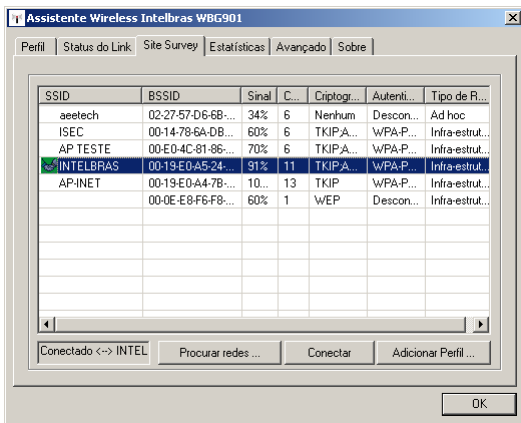 Assistente Wireless Intelbras WBG901
Perfil Status do Link Site Survey Estatísticas Avançado Sobre
SSID BSSID Sinal C... Criptogr... Autenti... Tipo de R...
aeetech 02-27-57-D6-6B-... 34% 6 Nenhum Descon... Ad hoc
ISEC 00-14-78-6A-DB... 60% 6 TKIP;A... WPA-P... Infra-estrut...
AP TESTE 00-E0-4C-81-86-... 70% 6 TKIP;A... WPA-P... Infra-estrut...
INTELBRAS 00-19-E0-A5-24-... 91% 11 TKIP;A... WPA-P... Infra-estrut...
AP-INET 00-19-E0-A4-7B-... 10... 13 TKIP WPA-P... Infra-estrut...
00-0E-E8-F6-F8-... 60% 1 WEP Descon... Infra-estrut...
Conectado <--> INTEL Procurar redes ... Conectar Adicionar Perfil ...
OK